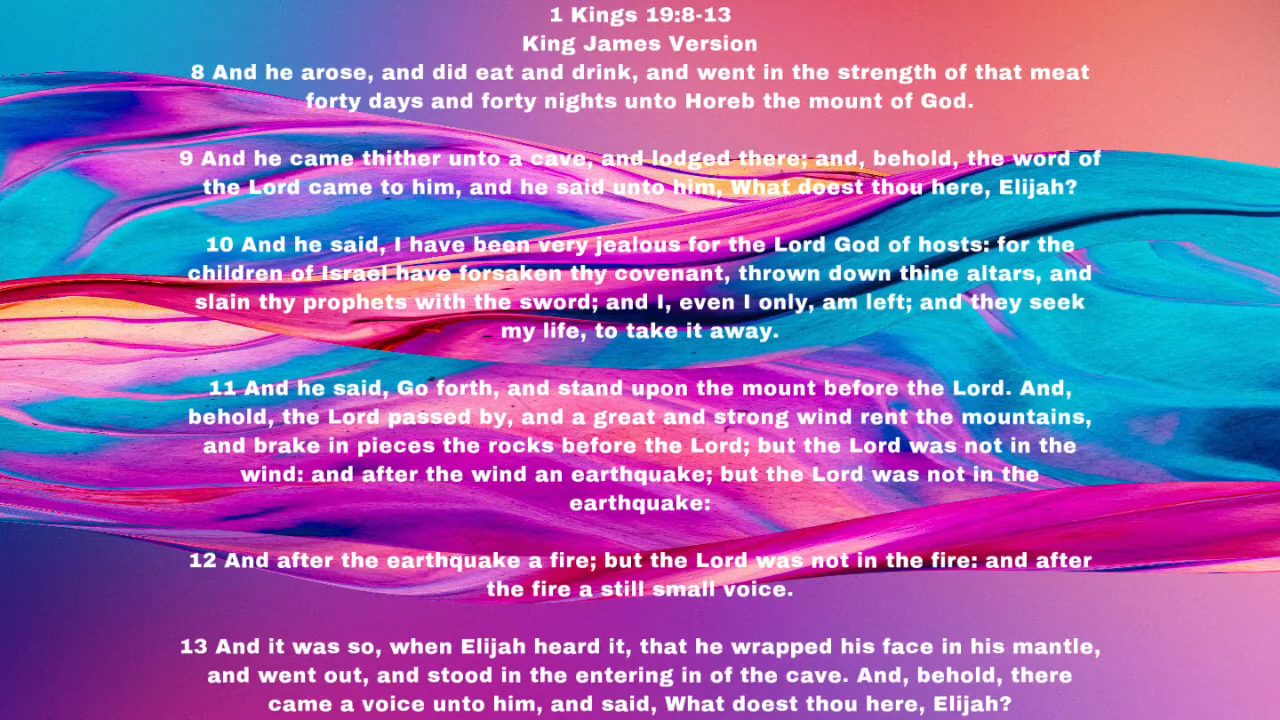 1 Kings 19:8-13
King James Version
8 And he arose, and did eat and drink, and went in the strength of that meat
forty days and forty nights unto Horeb the mount of God.
9 And he came thither unto a cave, and lodged there; and, behold, the word of
the Lord came to him, and he said unto him, What doest thou here, Elijah?
10 And he said, I have been very jealous for the Lord God of hosts: for the
children of Israel have forsaken thy covenant, thrown down thine altars, and
slain thy prophets with the sword; and I, even I only, am left; and they seek
my life, to take it away.
11 And he said, Go forth, and stand upon the mount before the Lord. And,
behold, the Lord passed by, and a great and strong wind rent the mountains,
and brake in pieces the rocks before the Lord; but the Lord was not in the
wind: and after the wind an earthquake; but the Lord was not in the
earthquake:
12 And after the earthquake a fire; but the Lord was not in the fire: and after
the fire a still small voice.
13 And it was so, when Elijah heard it, that he wrapped his face in his mantle,
and went out, and stood in the entering in of the cave. And, behold, there
came a voice unto him, and said, What doest thou here, Elijah?